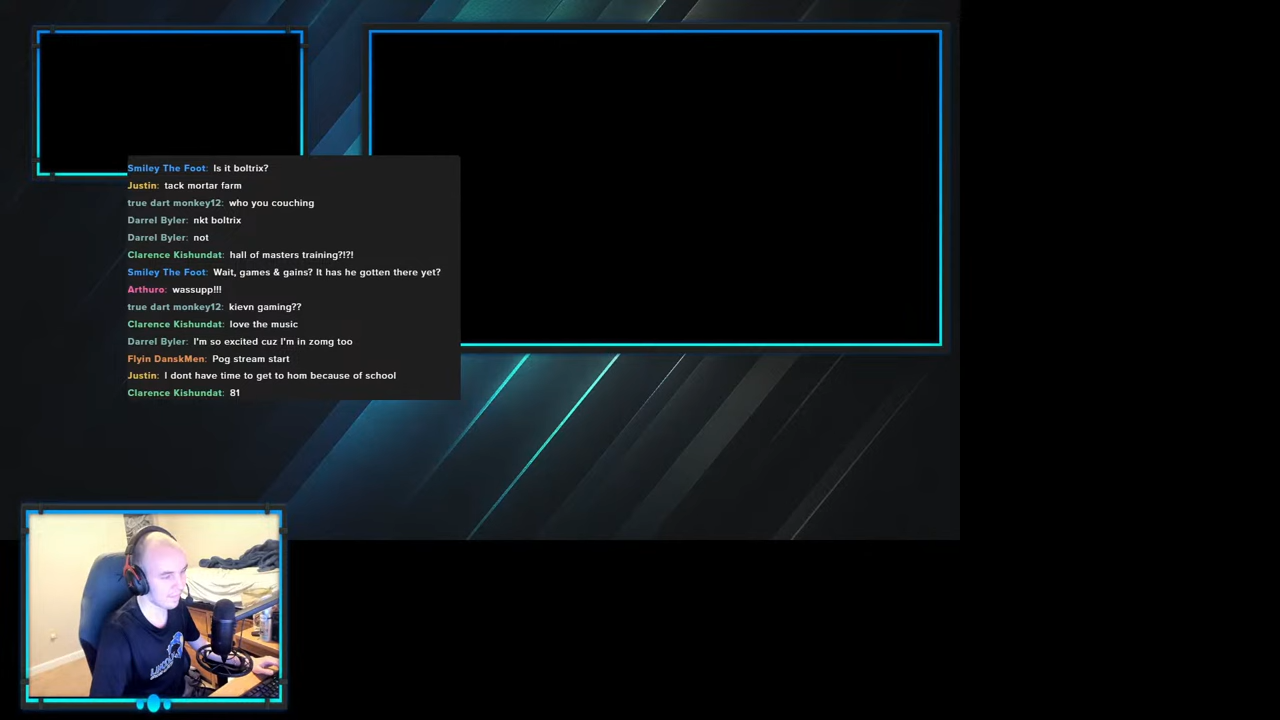 Smiley The Foot: Is it boltrix?
Justin: tack mortar farm
true dart monkey12: who you couching
Darrel Byler: nkt boltrix
Darrel Byler: not
Clarence Kishundat: hall of masters training?!?!
Smiley The Foot: Wait, games & gains? It has he gotten there yet?
Arthuro: wassupp!!!
true dart monkey12: kievn gaming??
Clarence Kishundat: love the music
Darrel Byler: I'm so excited cuz I'm in zomg too
Flyin DanskMen: Pog stream start
Justin: I dont have time to get to hom because of school
Clarence Kishundat: 81